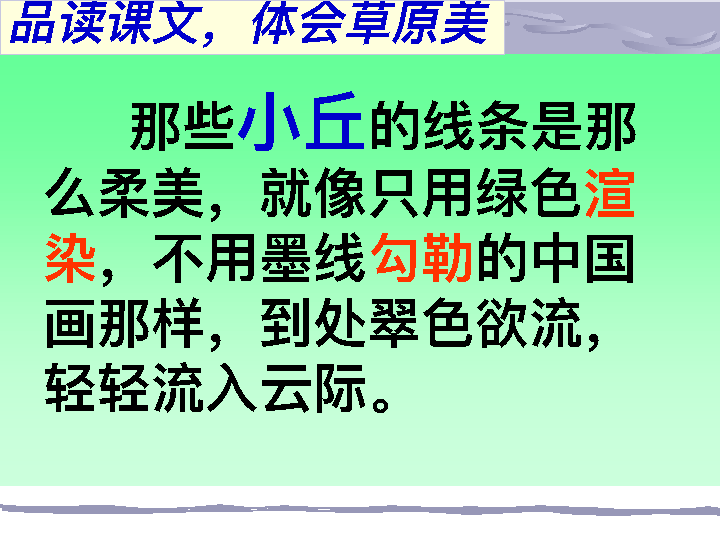 品读课文，体会草原美
那些小丘的线条是那
么柔美，就像只用绿色渲
染，不用墨线勾勒的中国
画那样，到处翠色欲流，
轻轻流入云际。